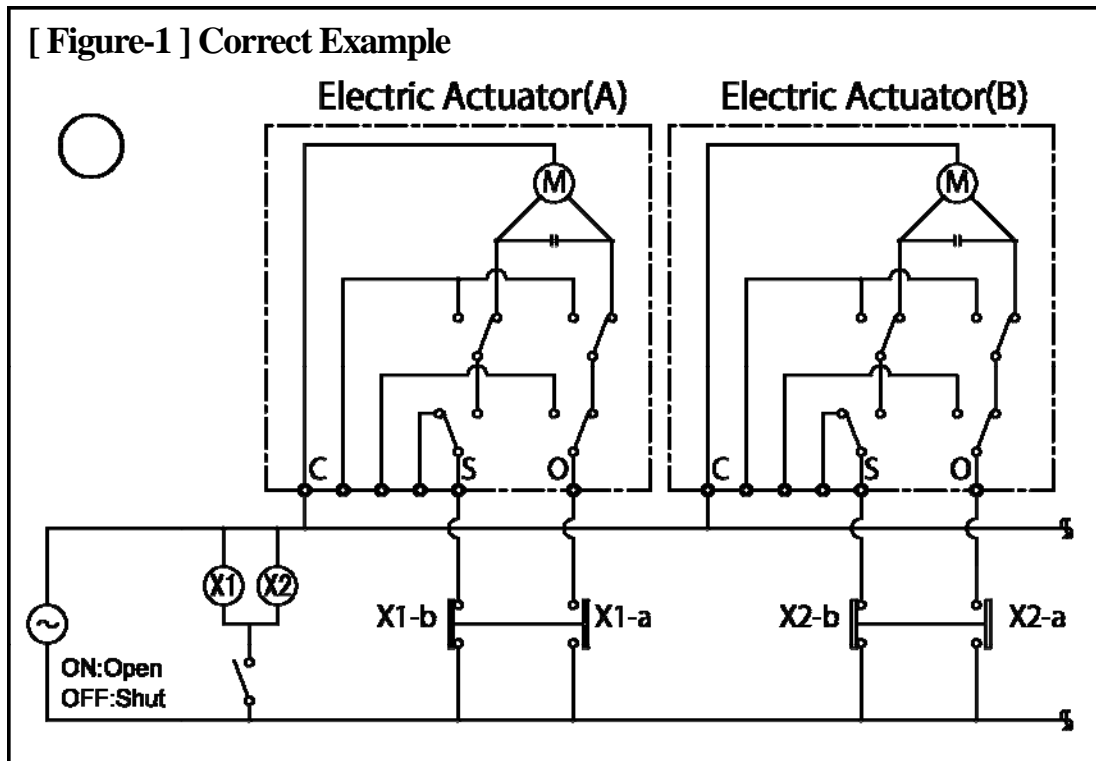 [ Figure-1 ] Correct Example
Electric Actuator(A) Electric Actuator(B)
M M
C S O C S O
X1 X2
X1-b X1-a X2-b X2-a
~
ON:Open
OFF:Shut